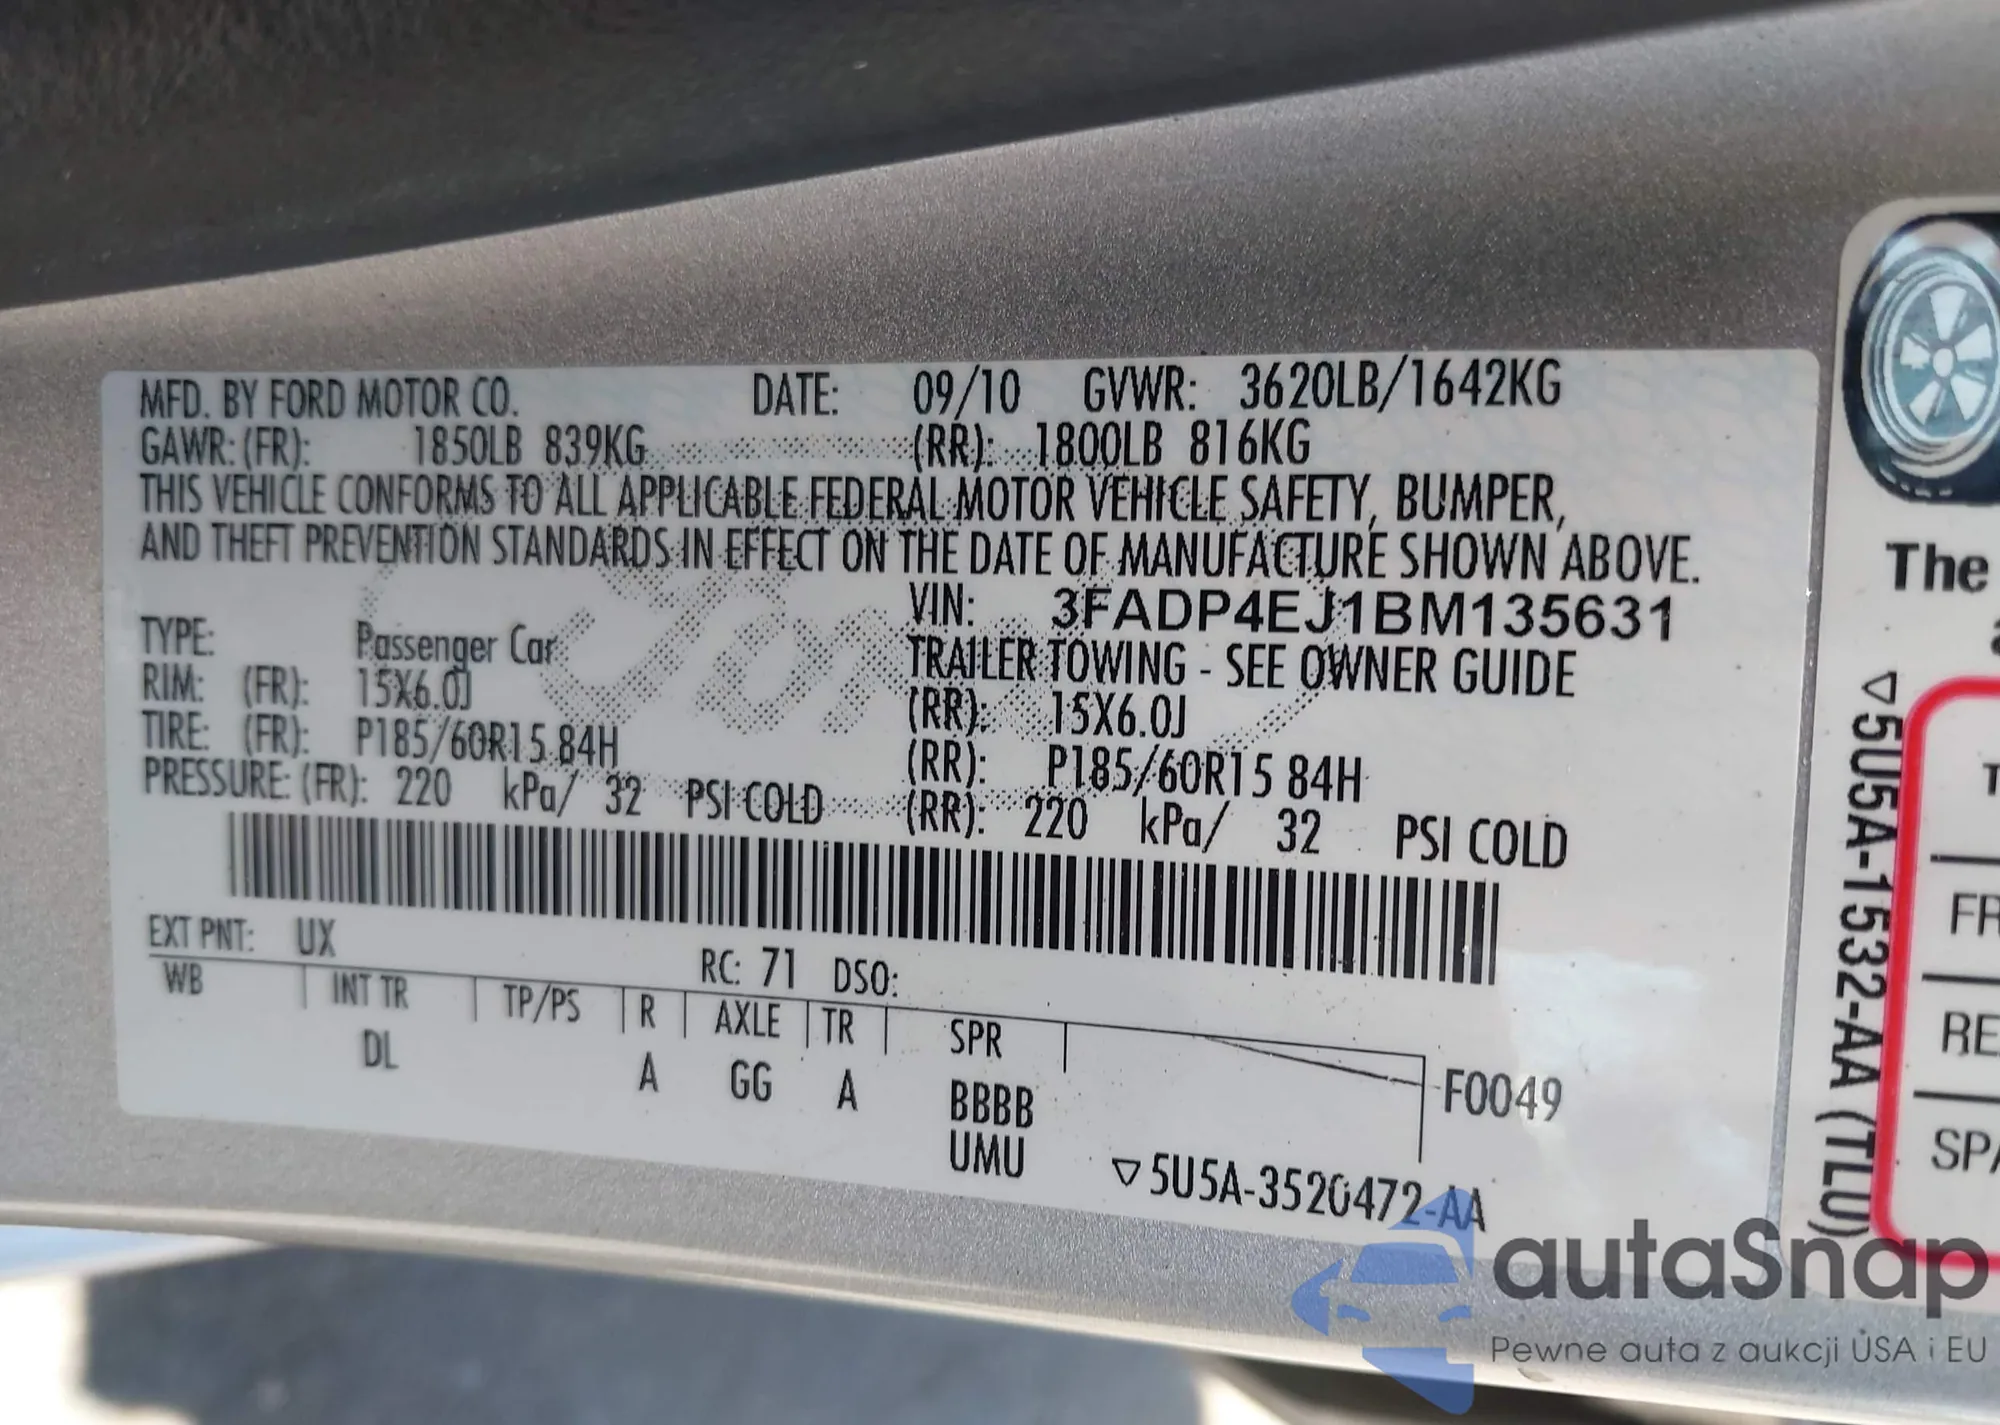 MFD. BY FORD MOTOR CO. DATE: 09/10 GVWR: 3620LB/1642KG
GAWR: (FR): 1850LB 839KG (RR): 1800LB 816KG
THIS VEHICLE CONFORMS TO ALL APPLICABLE FEDERAL MOTOR VEHICLE SAFETY, BUMPER,
AND THEFT PREVENTION STANDARDS IN EFFECT ON THE DATE OF MANUFACTURE SHOWN ABOVE.
VIN: 3FADP4EJ1BM135631
TYPE: Passenger Car TRAILER TOWING - SEE OWNER GUIDE
RIM: (FR): 15X6.0J (RR): 15X6.0J
TIRE: (FR): P185/60R15 84H (RR): P185/60R15 84H
PRESSURE: (FR): 220 kPa/ 32 PSI COLD (RR): 220 kPa/ 32 PSI COLD
EXT PNT: UX RC: 71 DSO:
WB INT TR TP/PS R AXLE TR SPR
DL A GG A BBBB F0049
UMU
▽5U5A-3520472-AA
Ford
The
▽5U5A-1532-AA (TLU)
FR
RE
SPA
autaSnap
Pewne auta z aukcji USA i EU